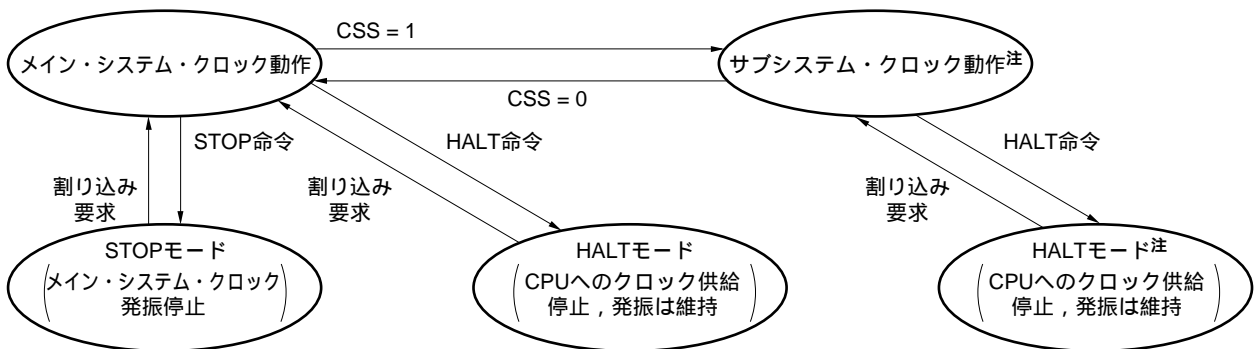 CSS = 1
メイン・システム・クロック動作
サブシステム・クロック動作注
CSS = 0
STOP命令
HALT命令
HALT命令
割り込み
要求
割り込み
要求
割り込み
要求
STOPモード
メイン・システム・クロック
発振停止
HALTモード
CPUへのクロック供給
停止，発振は維持
HALTモード注
CPUへのクロック供給
停止，発振は維持